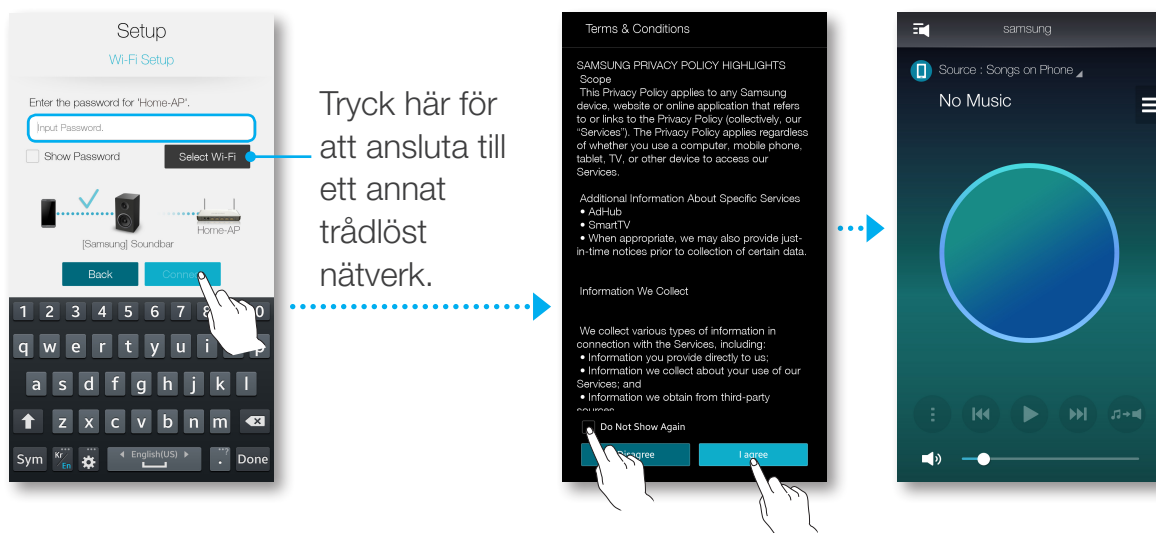 Setup
Wi-Fi Setup
Enter the password for 'Home-AP'.
Input Password.
Show Password
Select Wi-Fi
Home-AP
[Samsung] Soundbar
Back
1 2 3 4 5 6 7 8 0
q w e r t y u i p
a s d f g h j k l
z x c v b n m
Sym Kr En English(US) . ? Done
Tryck här för
att ansluta till
ett annat
trådlöst
nätverk.
Terms & Conditions
SAMSUNG PRIVACY POLICY HIGHLIGHTS
Scope
This Privacy Policy applies to any Samsung
device, website or online application that refers
to or links to the Privacy Policy (collectively, our
“Services”). The Privacy Policy applies regardless
of whether you use a computer, mobile phone,
tablet, TV, or other device to access our
Services.
Additional Information About Specific Services
• AdHub
• SmartTV
• When appropriate, we may also provide just-
in-time notices prior to collection of certain data.
Information We Collect
We collect various types of information in
connection with the Services, including:
• Information you provide directly to us;
• Information we collect about your use of our
Services; and
• Information we obtain from third-party
sources
Do Not Show Again
Disagree
I agree
samsung
Source : Songs on Phone
No Music